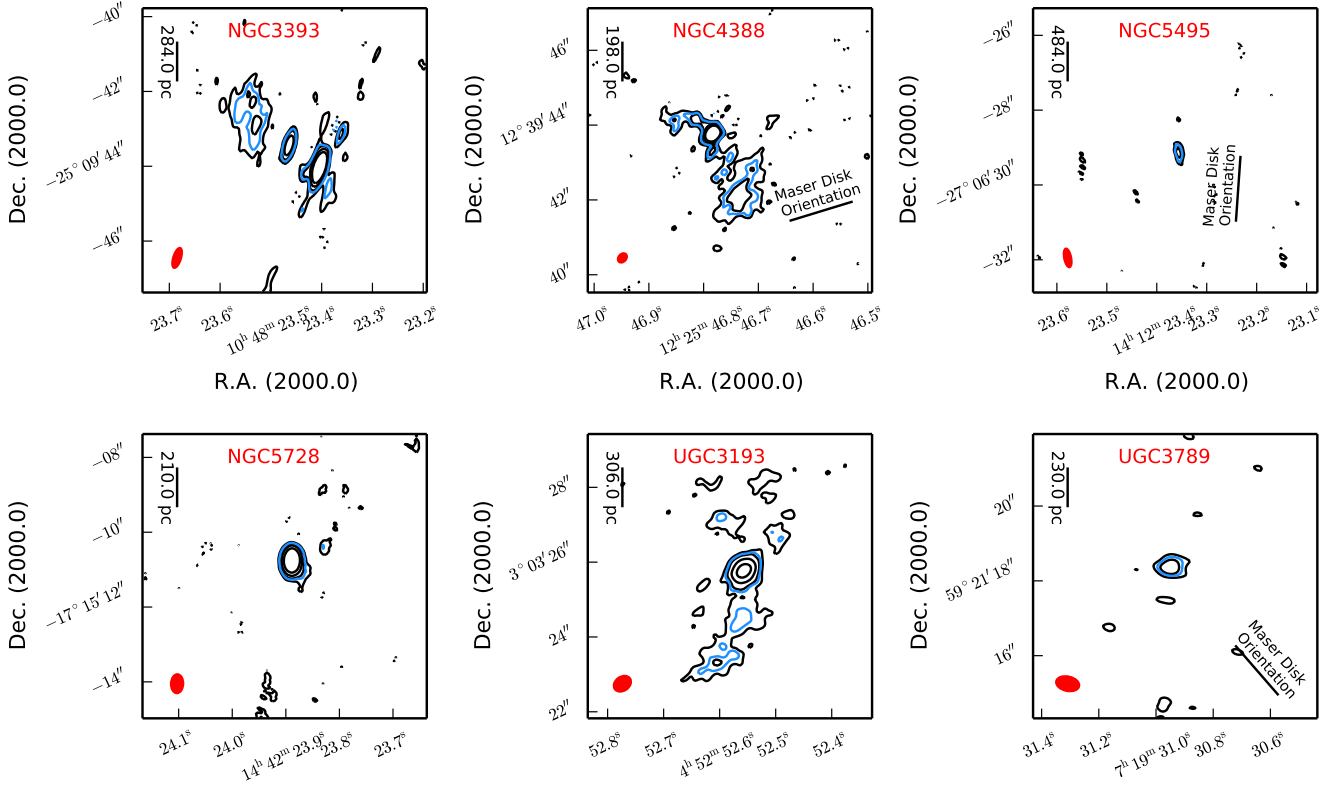 NGC3393
284.0 pc
−40″
−42″
−25° 09′ 44″
−46″
Dec. (2000.0)
23.7ˢ
23.6ˢ
10ʰ 48ᵐ 23.5ˢ
23.4ˢ
23.3ˢ
23.2ˢ
R.A. (2000.0)
NGC4388
198.0 pc
46″
12° 39′ 44″
42″
40″
Dec. (2000.0)
Maser Disk
Orientation
47.0ˢ
46.9ˢ
12ʰ 25ᵐ 46.8ˢ
46.7ˢ
46.6ˢ
46.5ˢ
R.A. (2000.0)
NGC5495
484.0 pc
−26″
−28″
−27° 06′ 30″
−32″
Dec. (2000.0)
Maser Disk
Orientation
23.6ˢ
23.5ˢ
14ʰ 12ᵐ 23.4ˢ
23.3ˢ
23.2ˢ
23.1ˢ
R.A. (2000.0)
NGC5728
210.0 pc
−08″
−10″
−17° 15′ 12″
−14″
Dec. (2000.0)
24.1ˢ
24.0ˢ
14ʰ 42ᵐ 23.9ˢ
23.8ˢ
23.7ˢ
UGC3193
306.0 pc
28″
3° 03′ 26″
24″
22″
Dec. (2000.0)
52.8ˢ
52.7ˢ
4ʰ 52ᵐ 52.6ˢ
52.5ˢ
52.4ˢ
UGC3789
230.0 pc
20″
59° 21′ 18″
16″
Dec. (2000.0)
Maser Disk
Orientation
31.4ˢ
31.2ˢ
7ʰ 19ᵐ 31.0ˢ
30.8ˢ
30.6ˢ